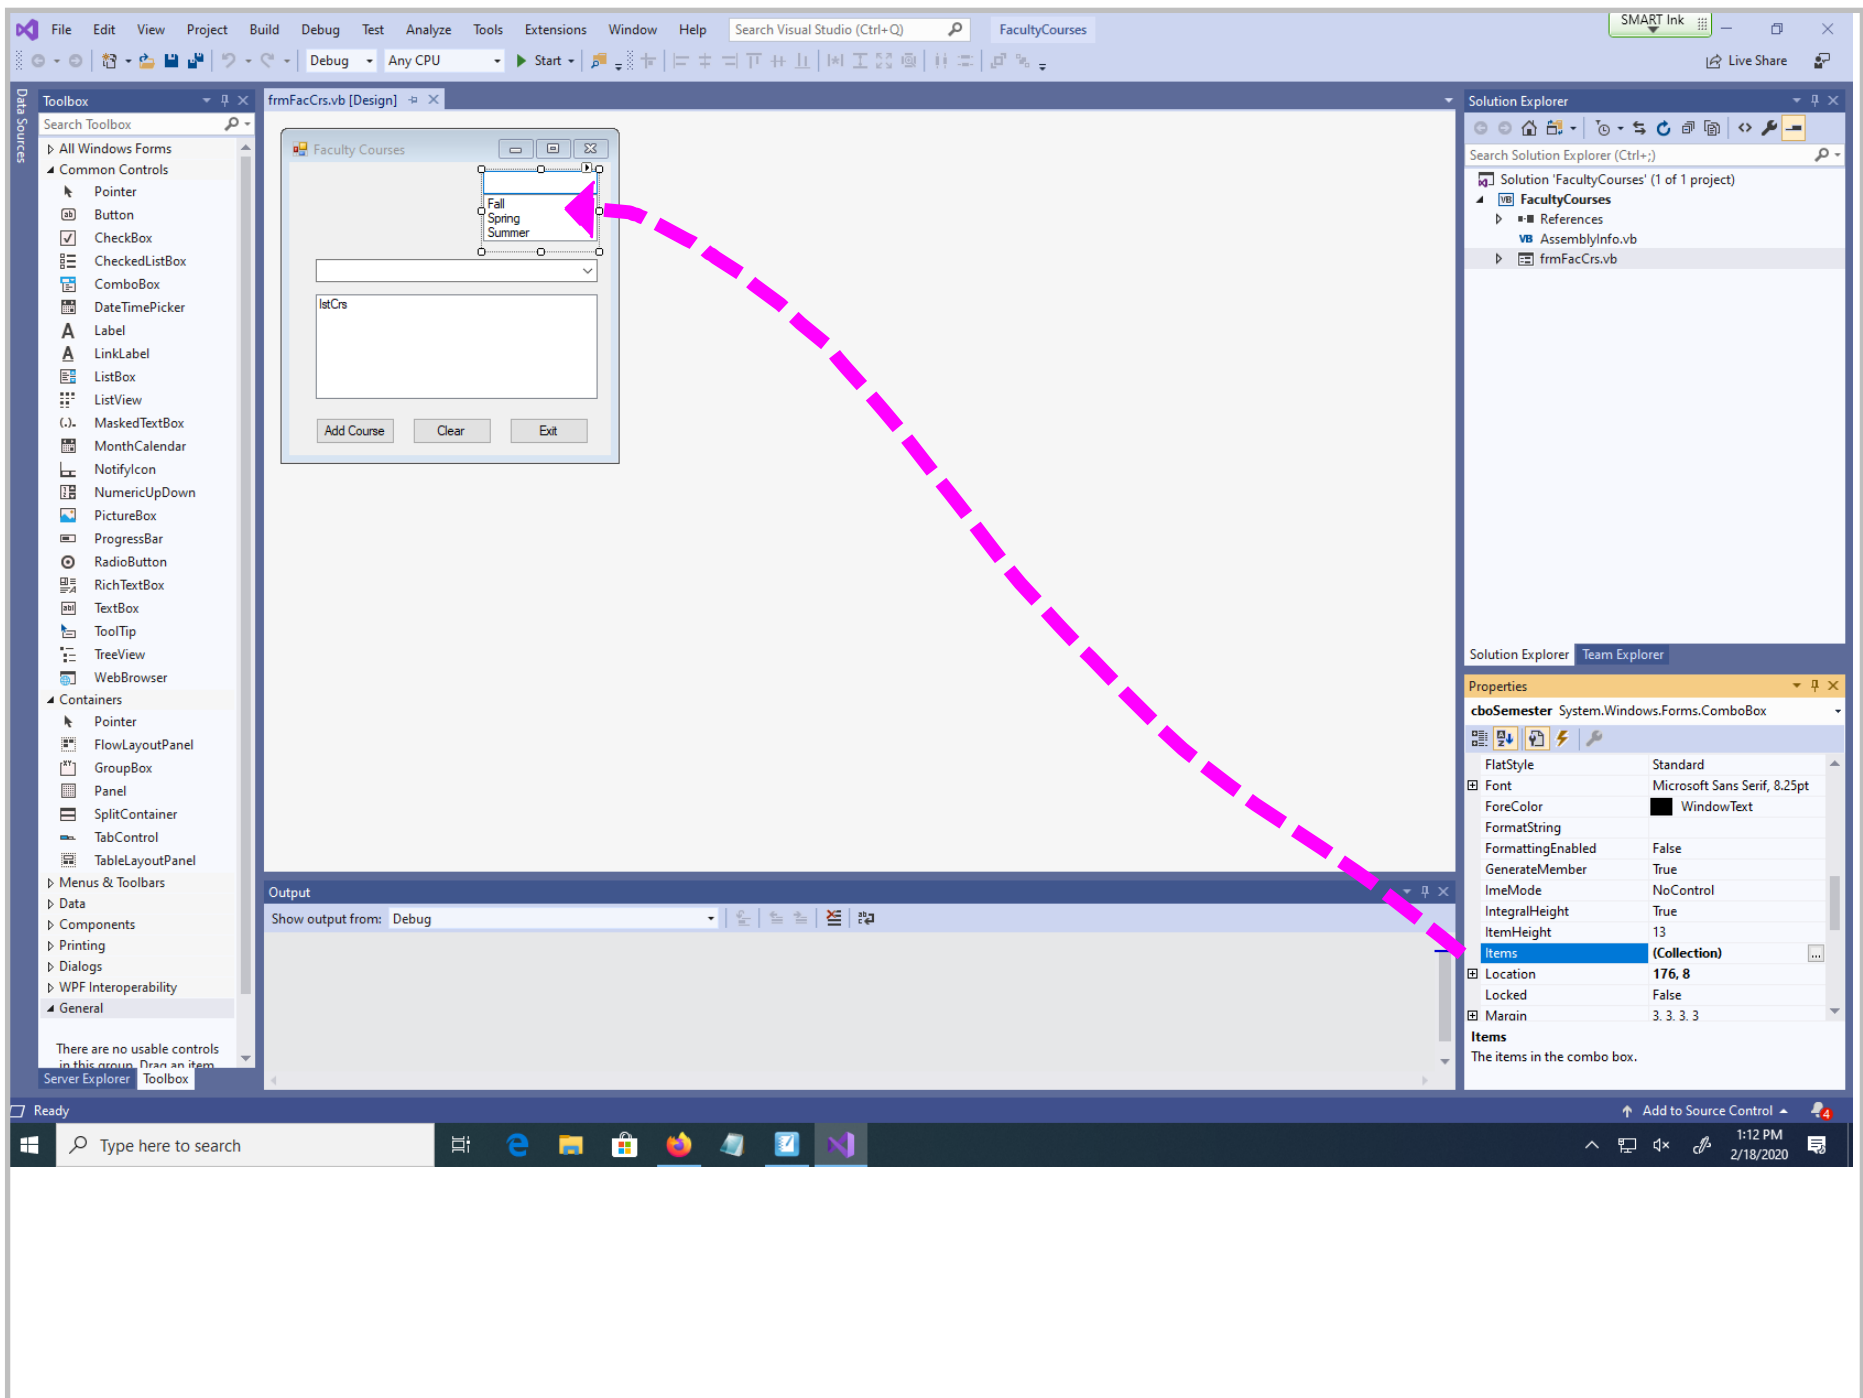 File Edit View Project Build Debug Test Analyze Tools Extensions Window Help Search Visual Studio (Ctrl+Q) FacultyCourses SMART Ink
Debug Any CPU Start Live Share
Data Sources
Toolbox
Search Toolbox
All Windows Forms
Common Controls
Pointer
Button
CheckBox
CheckedListBox
ComboBox
DateTimePicker
Label
LinkLabel
ListBox
ListView
MaskedTextBox
MonthCalendar
NotifyIcon
NumericUpDown
PictureBox
ProgressBar
RadioButton
RichTextBox
TextBox
ToolTip
TreeView
WebBrowser
Containers
Pointer
FlowLayoutPanel
GroupBox
Panel
SplitContainer
TabControl
TableLayoutPanel
Menus & Toolbars
Data
Components
Printing
Dialogs
WPF Interoperability
General
There are no usable controls
in this group. Drag an item
Server Explorer Toolbox
frmFacCrs.vb [Design]
Faculty Courses
Fall
Spring
Summer
lstCrs
Add Course Clear Exit
Output
Show output from: Debug
Solution Explorer
Search Solution Explorer (Ctrl+;)
Solution 'FacultyCourses' (1 of 1 project)
FacultyCourses
References
AssemblyInfo.vb
frmFacCrs.vb
Solution Explorer Team Explorer
Properties
cboSemester System.Windows.Forms.ComboBox
FlatStyle Standard
Font Microsoft Sans Serif, 8.25pt
ForeColor WindowText
FormatString
FormattingEnabled False
GenerateMember True
ImeMode NoControl
IntegralHeight True
ItemHeight 13
Items (Collection) ...
Location 176, 8
Locked False
Margin 3, 3, 3, 3
Items
The items in the combo box.
Ready Add to Source Control 4
Type here to search 1:12 PM
2/18/2020